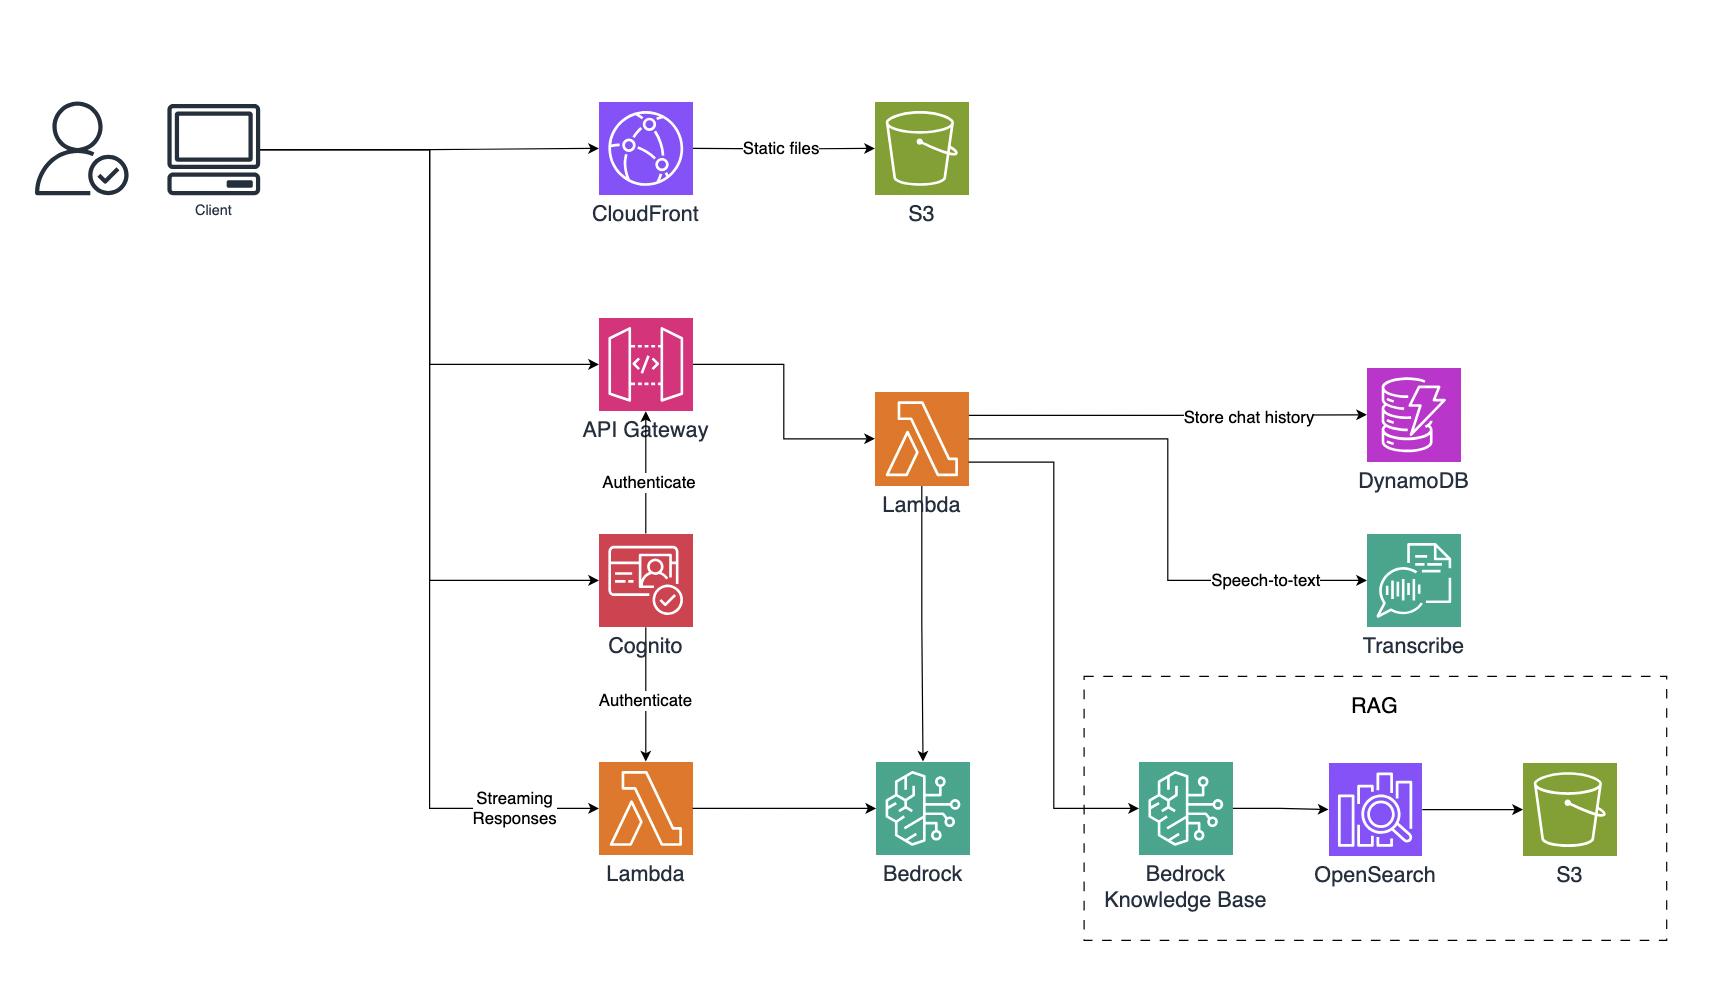 Client
CloudFront
Static files
S3
API Gateway
Authenticate
Cognito
Authenticate
Streaming
Responses
Lambda
Lambda
Store chat history
DynamoDB
Speech-to-text
Transcribe
Bedrock
RAG
Bedrock
Knowledge Base
OpenSearch
S3